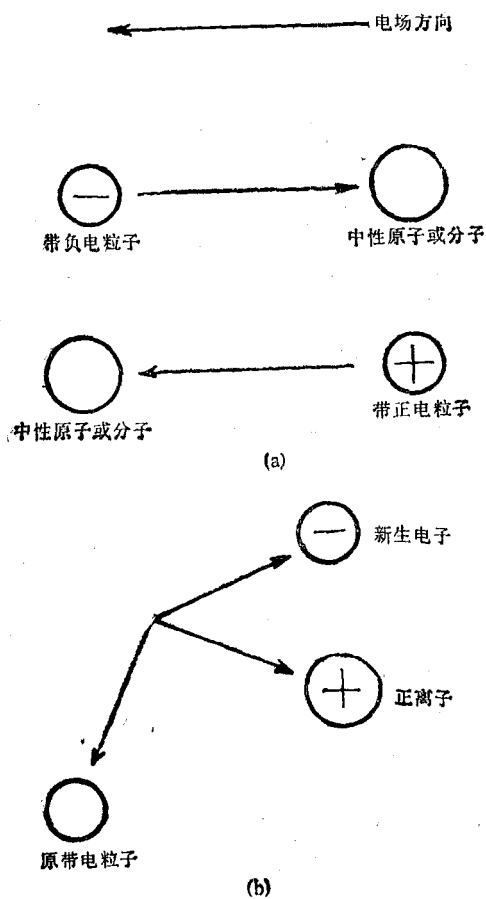 电场方向
带负电粒子
中性原子或分子
中性原子或分子
带正电粒子
(a)
新生电子
正离子
原带电粒子
(b)